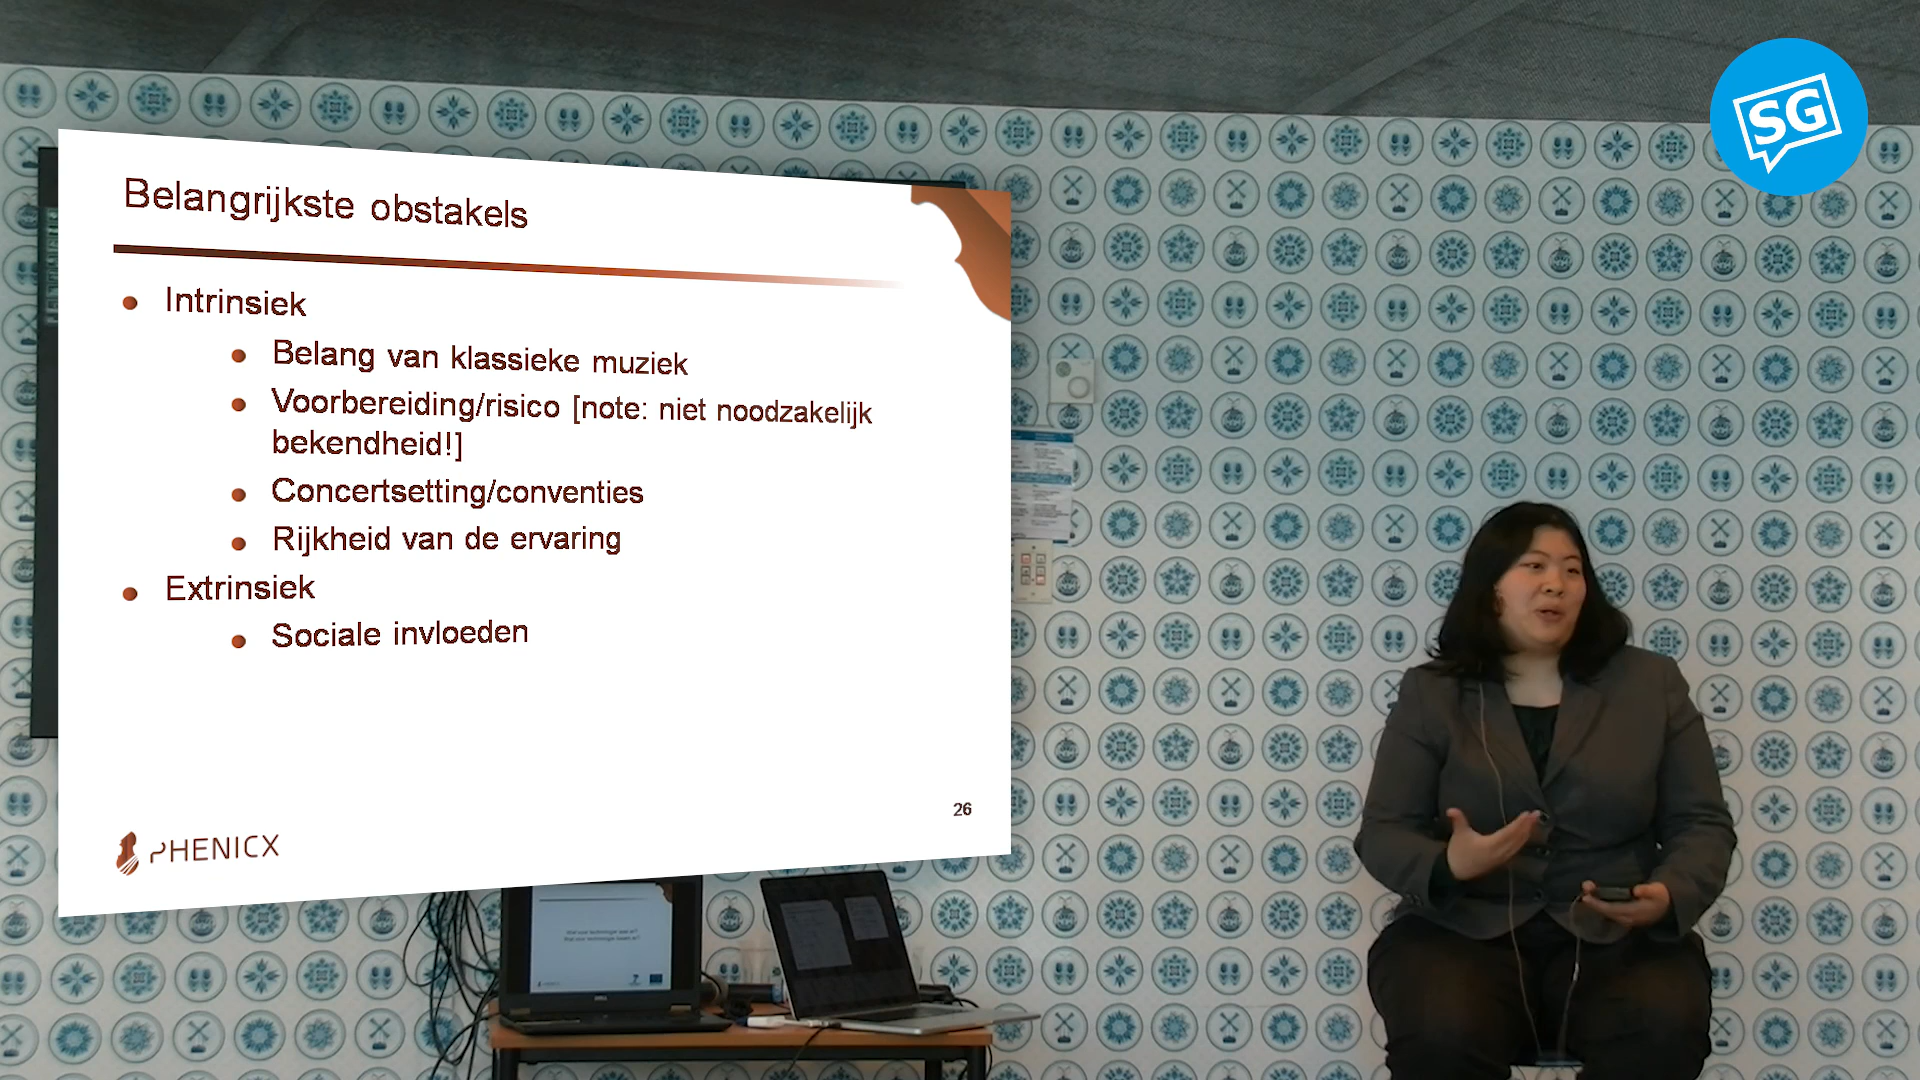 SG
Belangrijkste obstakels
Intrinsiek
Belang van klassieke muziek
Voorbereiding/risico [note: niet noodzakelijk
bekendheid!]
Concertsetting/conventies
Rijkheid van de ervaring
Extrinsiek
Sociale invloeden
26
PHENICX
DELL